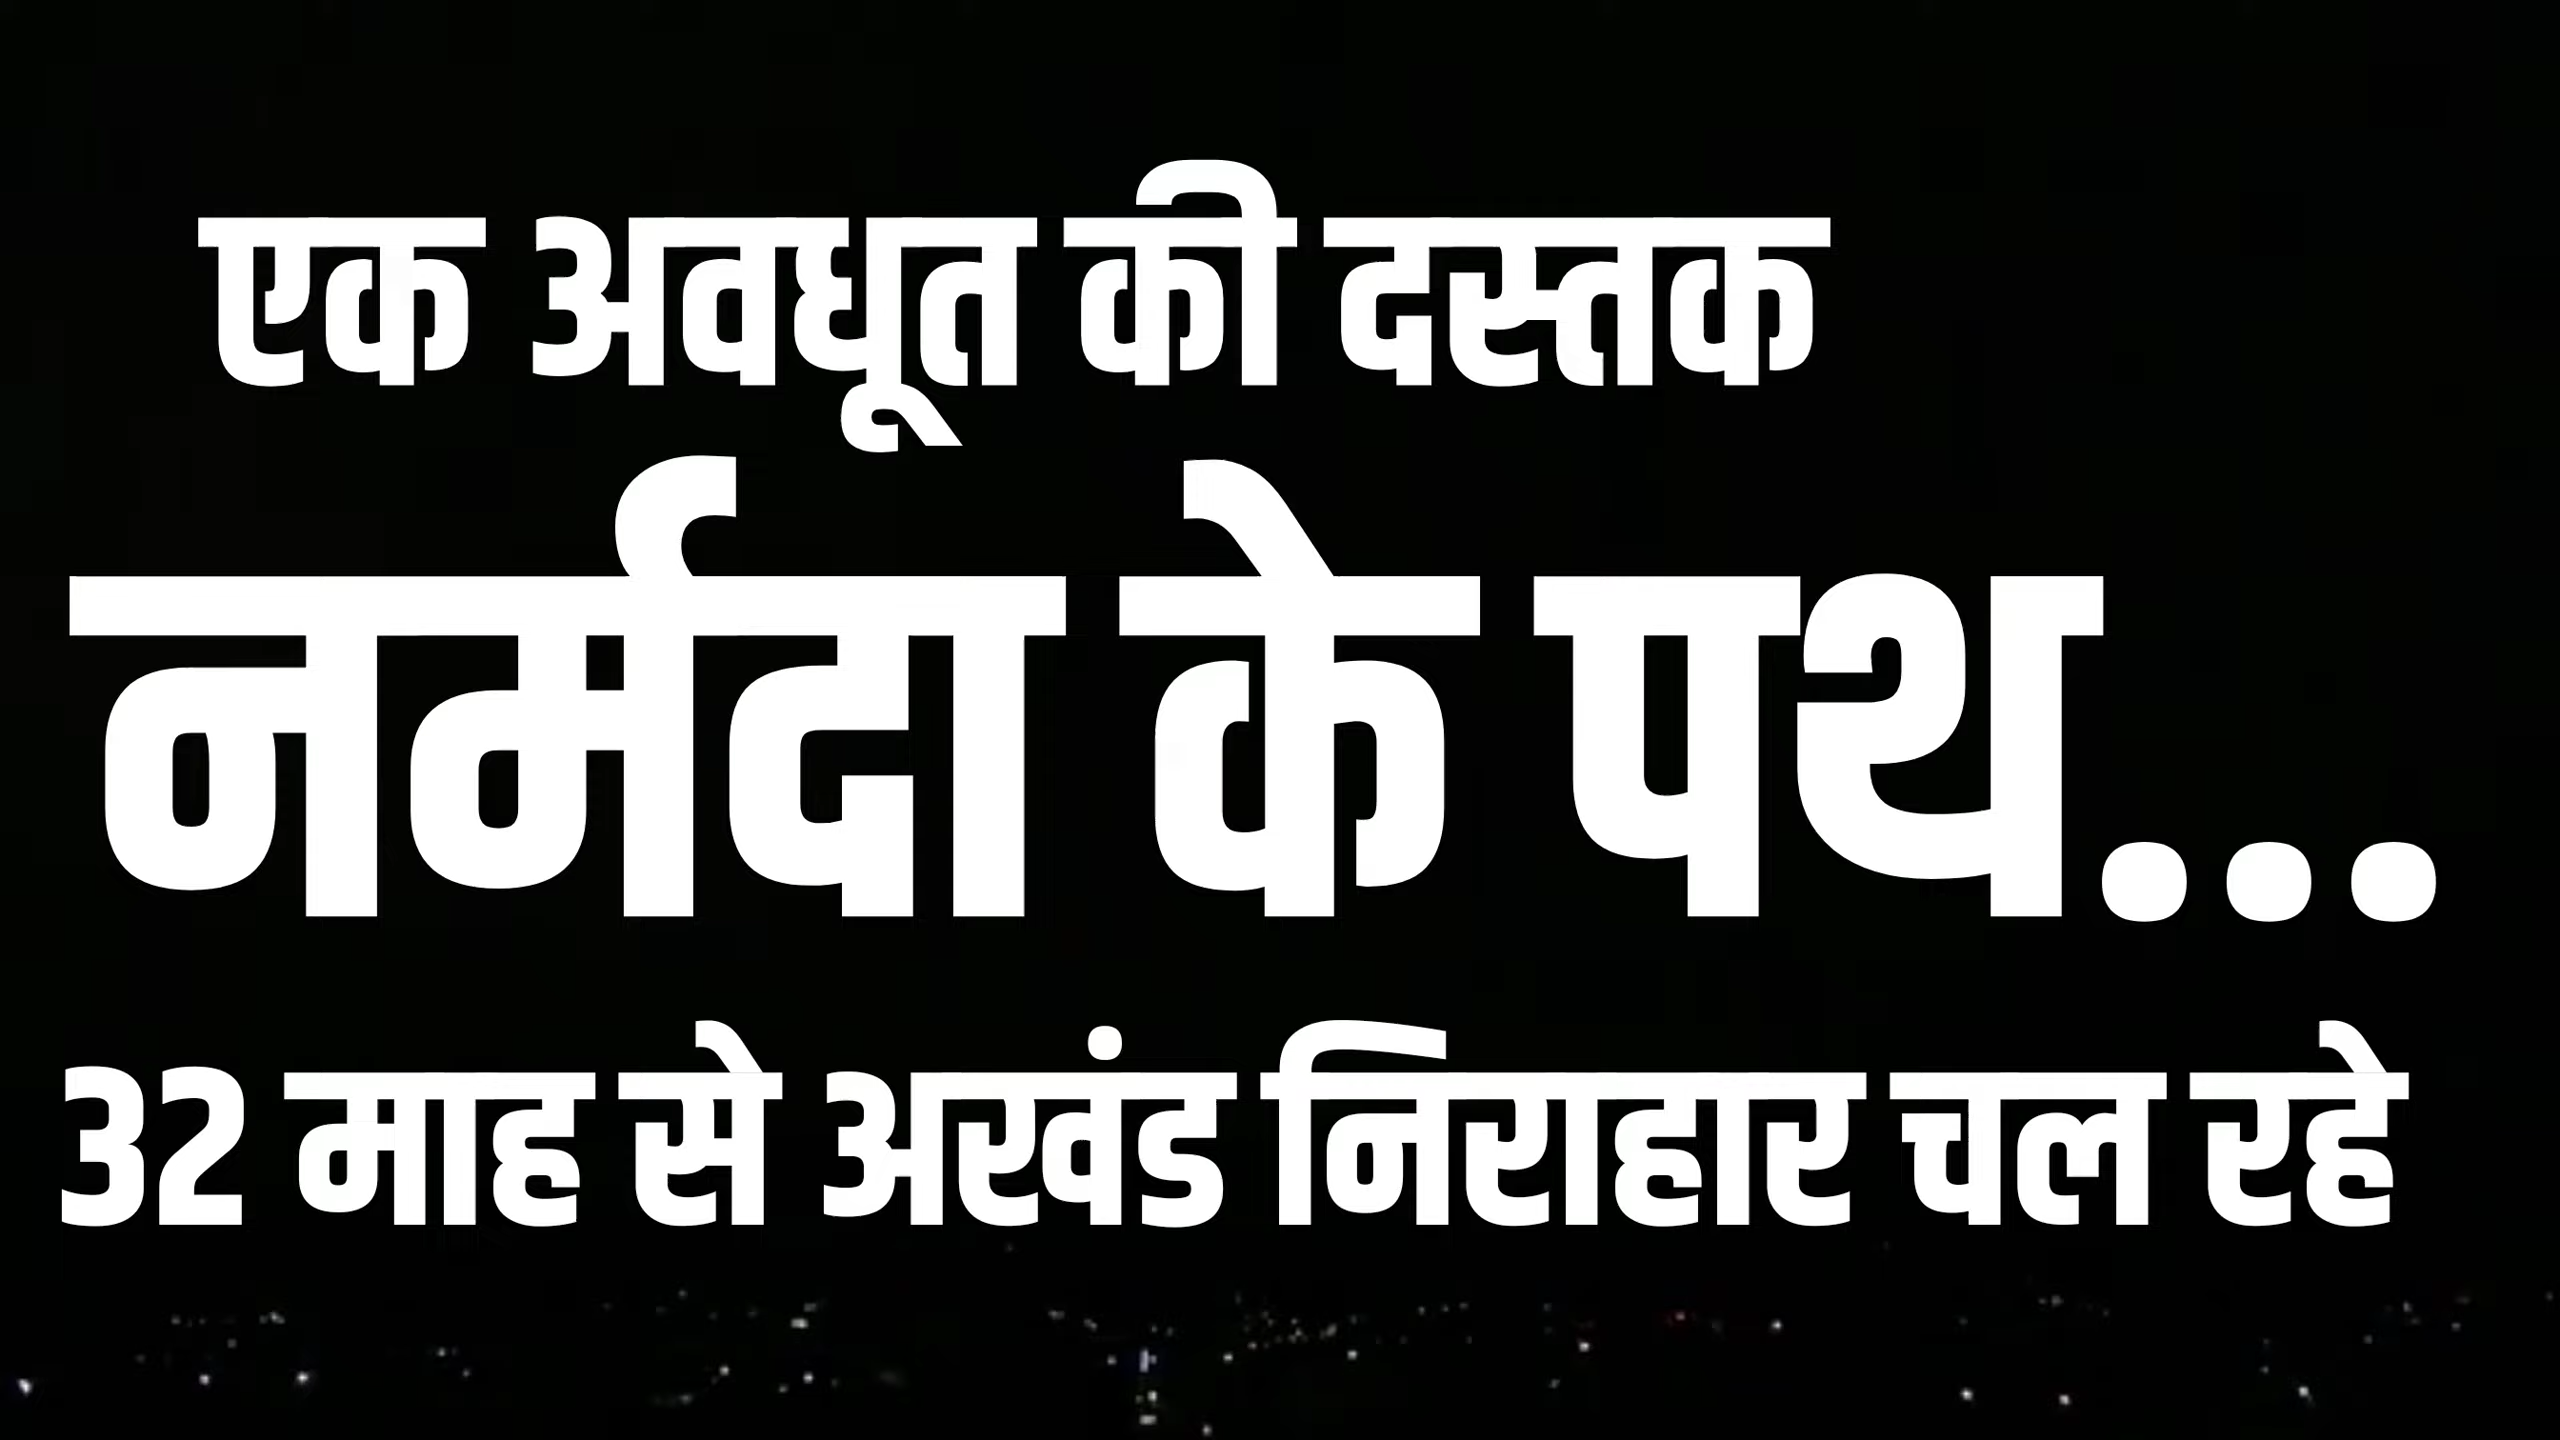 एक अवधूत की दस्तक
नर्मदा के पथ...
32 माह से अखंड निराहार चल रहे